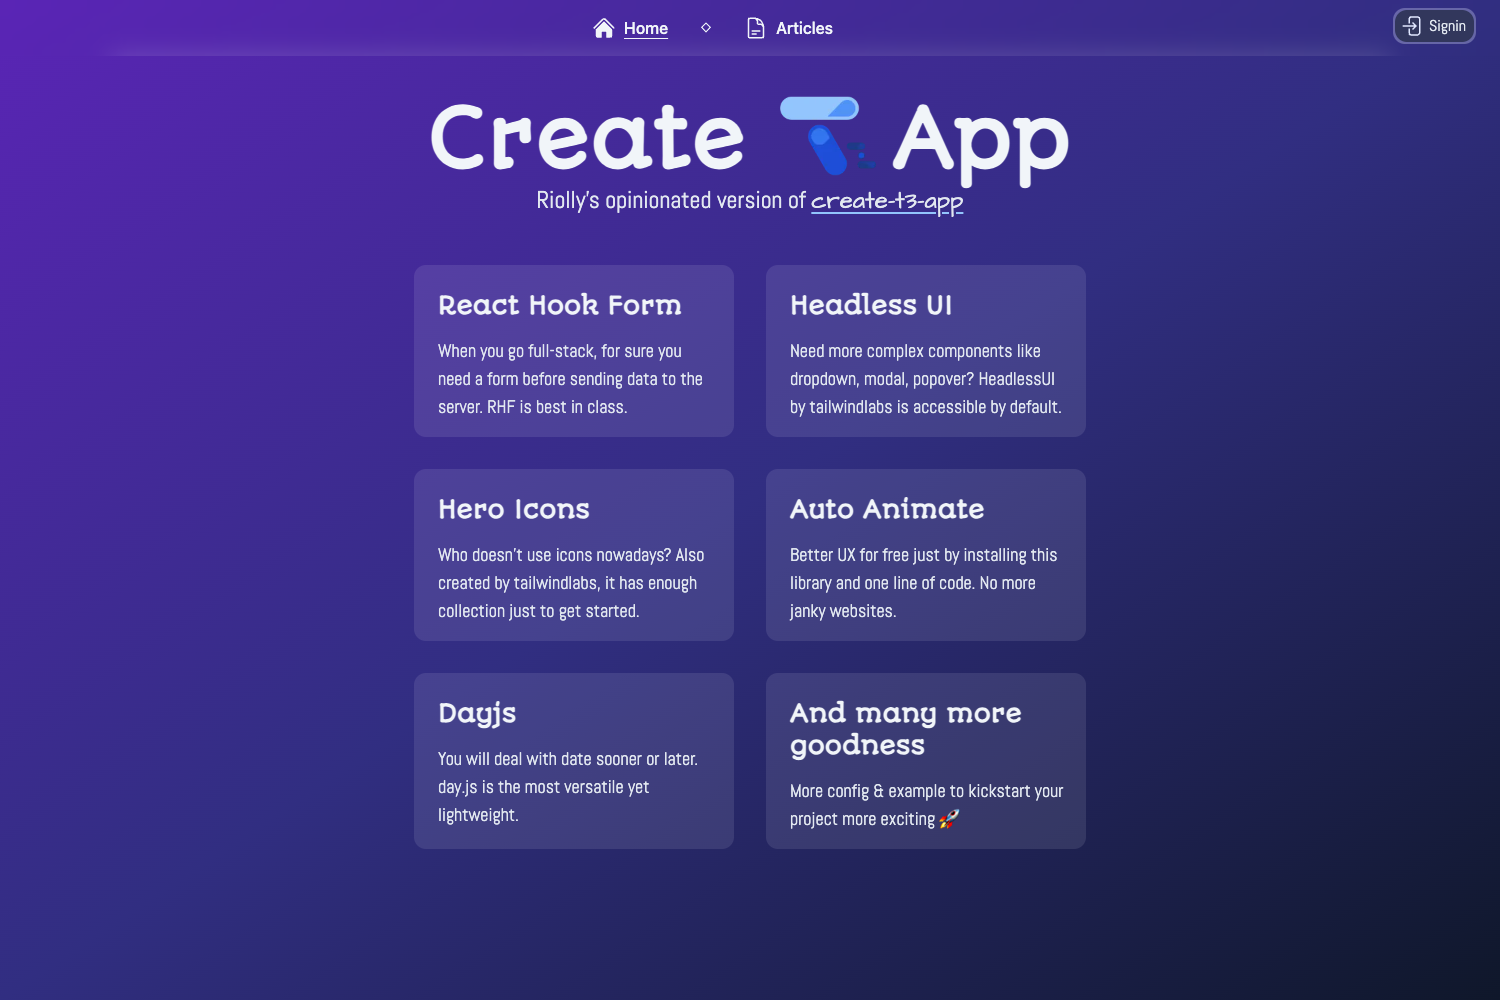 Home
Articles
Signin
Create App
Riolly's opinionated version of create-t3-app
React Hook Form
When you go full-stack, for sure you
need a form before sending data to the
server. RHF is best in class.
Headless UI
Need more complex components like
dropdown, modal, popover? HeadlessUI
by tailwindlabs is accessible by default.
Hero Icons
Who doesn't use icons nowadays? Also
created by tailwindlabs, it has enough
collection just to get started.
Auto Animate
Better UX for free just by installing this
library and one line of code. No more
janky websites.
Dayjs
You will deal with date sooner or later.
day.js is the most versatile yet
lightweight.
And many more
goodness
More config & example to kickstart your
project more exciting 🚀